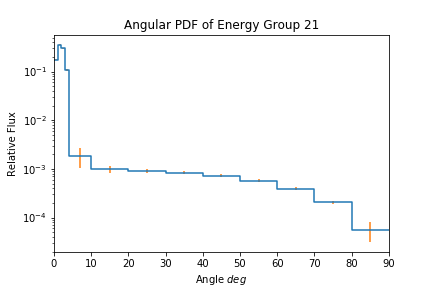 Angular PDF of Energy Group 21
Relative Flux
10⁻¹
10⁻²
10⁻³
10⁻⁴
0 10 20 30 40 50 60 70 80 90
Angle deg